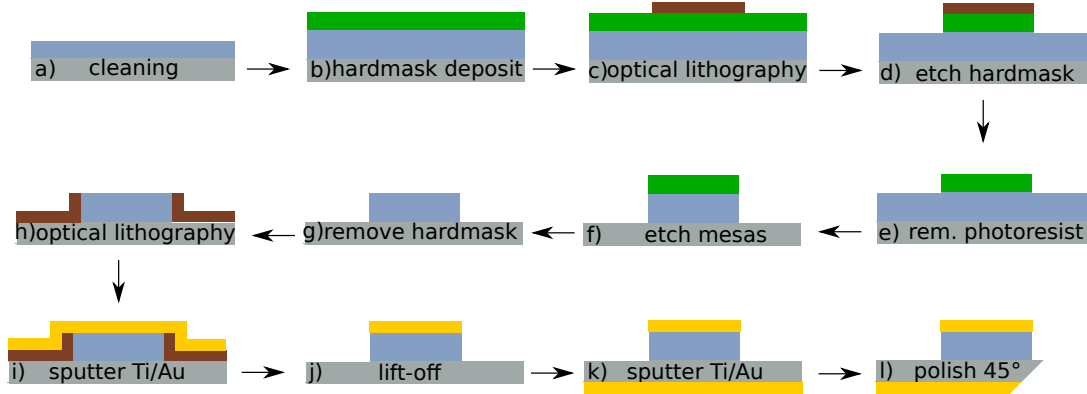 a) cleaning
b)hardmask deposit
c)optical lithography
d) etch hardmask
e) rem. photoresist
f) etch mesas
g)remove hardmask
h)optical lithography
i) sputter Ti/Au
j) lift-off
k) sputter Ti/Au
l) polish 45°